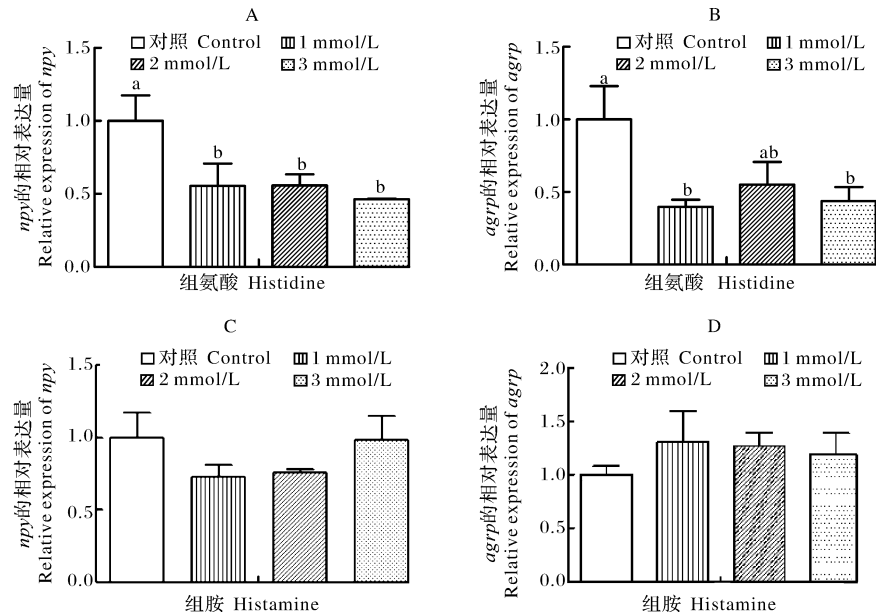 A
对照 Control
1 mmol/L
2 mmol/L
3 mmol/L
npy的相对表达量
Relative expression of npy
1.5
1.0
0.5
0.0
a
b
b
b
组氨酸 Histidine
B
对照 Control
1 mmol/L
2 mmol/L
3 mmol/L
agrp的相对表达量
Relative expression of agrp
1.5
1.0
0.5
0.0
a
b
ab
b
组氨酸 Histidine
C
对照 Control
1 mmol/L
2 mmol/L
3 mmol/L
npy的相对表达量
Relative expression of npy
1.5
1.0
0.5
0.0
组胺 Histamine
D
对照 Control
1 mmol/L
2 mmol/L
3 mmol/L
agrp的相对表达量
Relative expression of agrp
2.0
1.5
1.0
0.5
0.0
组胺 Histamine